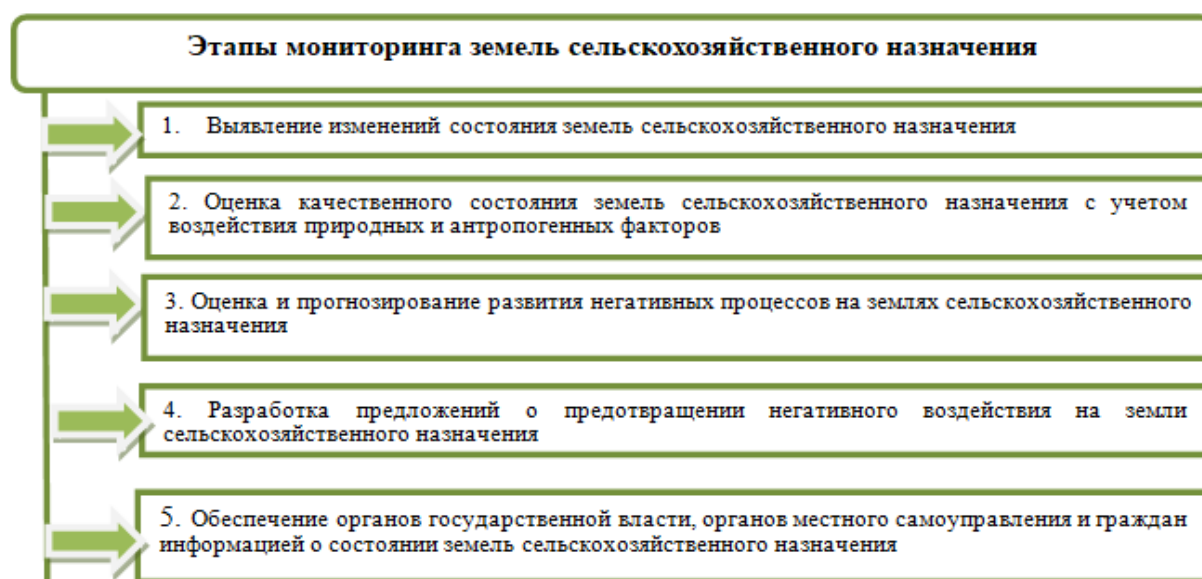 Этапы мониторинга земель сельскохозяйственного назначения
1. Выявление изменений состояния земель сельскохозяйственного назначения
2. Оценка качественного состояния земель сельскохозяйственного назначения с учетом
воздействия природных и антропогенных факторов
3. Оценка и прогнозирование развития негативных процессов на землях сельскохозяйственного
назначения
4. Разработка предложений о предотвращении негативного воздействия на земли
сельскохозяйственного назначения
5. Обеспечение органов государственной власти, органов местного самоуправления и граждан
информацией о состоянии земель сельскохозяйственного назначения